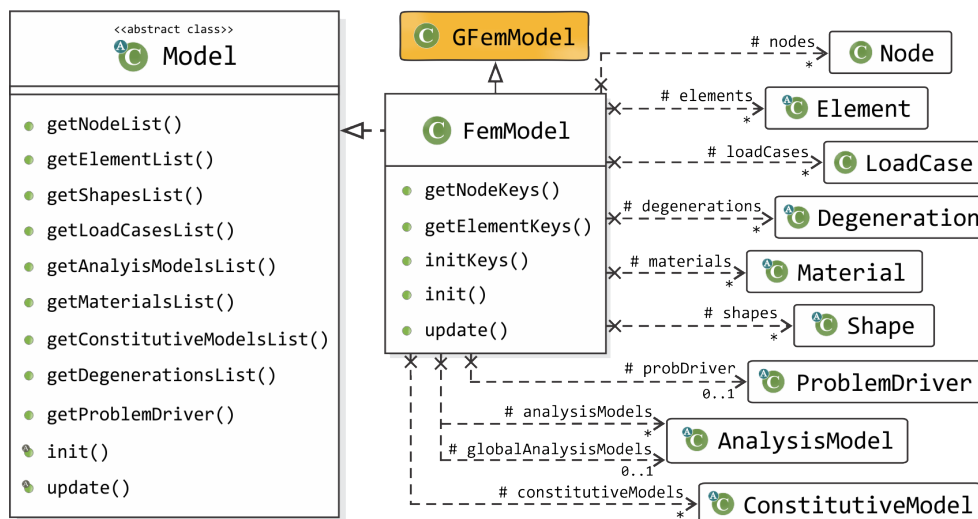 <<abstract class>>
A C Model
getNodeList()
getElementList()
getShapesList()
getLoadCasesList()
getAnalyisModelsList()
getMaterialsList()
getConstitutiveModelsList()
getDegenerationsList()
getProblemDriver()
init()
update()
C GFemModel
C FemModel
getNodeKeys()
getElementKeys()
initKeys()
init()
update()
# nodes
*
C Node
# elements
*
A C Element
# loadCases
*
C LoadCase
# degenerations
*
A C Degeneration
# materials
*
A C Material
# shapes
*
A C Shape
# probDriver
0..1
A C ProblemDriver
# analysisModels
*
# globalAnalysisModels
0..1
A C AnalysisModel
# constitutiveModels
*
A C ConstitutiveModel